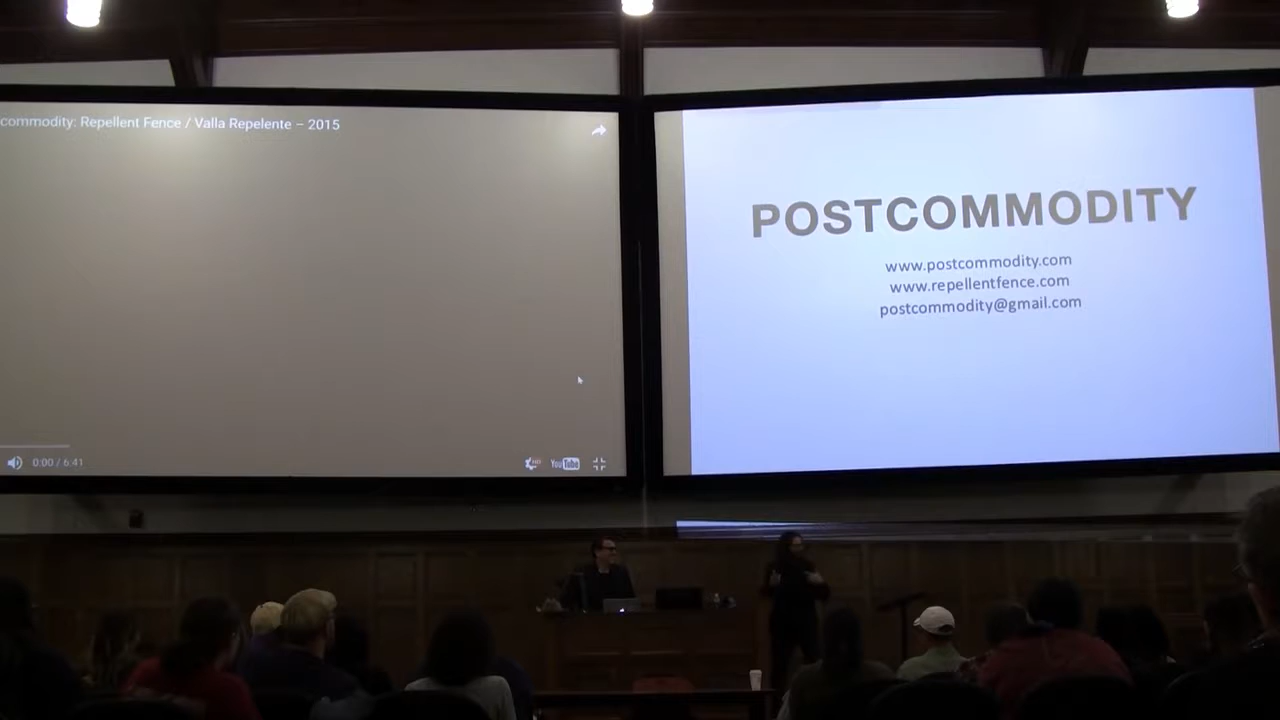 commodity: Repellent Fence / Valla Repelente – 2015
0:00 / 6:41
YouTube
POSTCOMMODITY
www.postcommodity.com
www.repellentfence.com
postcommodity@gmail.com